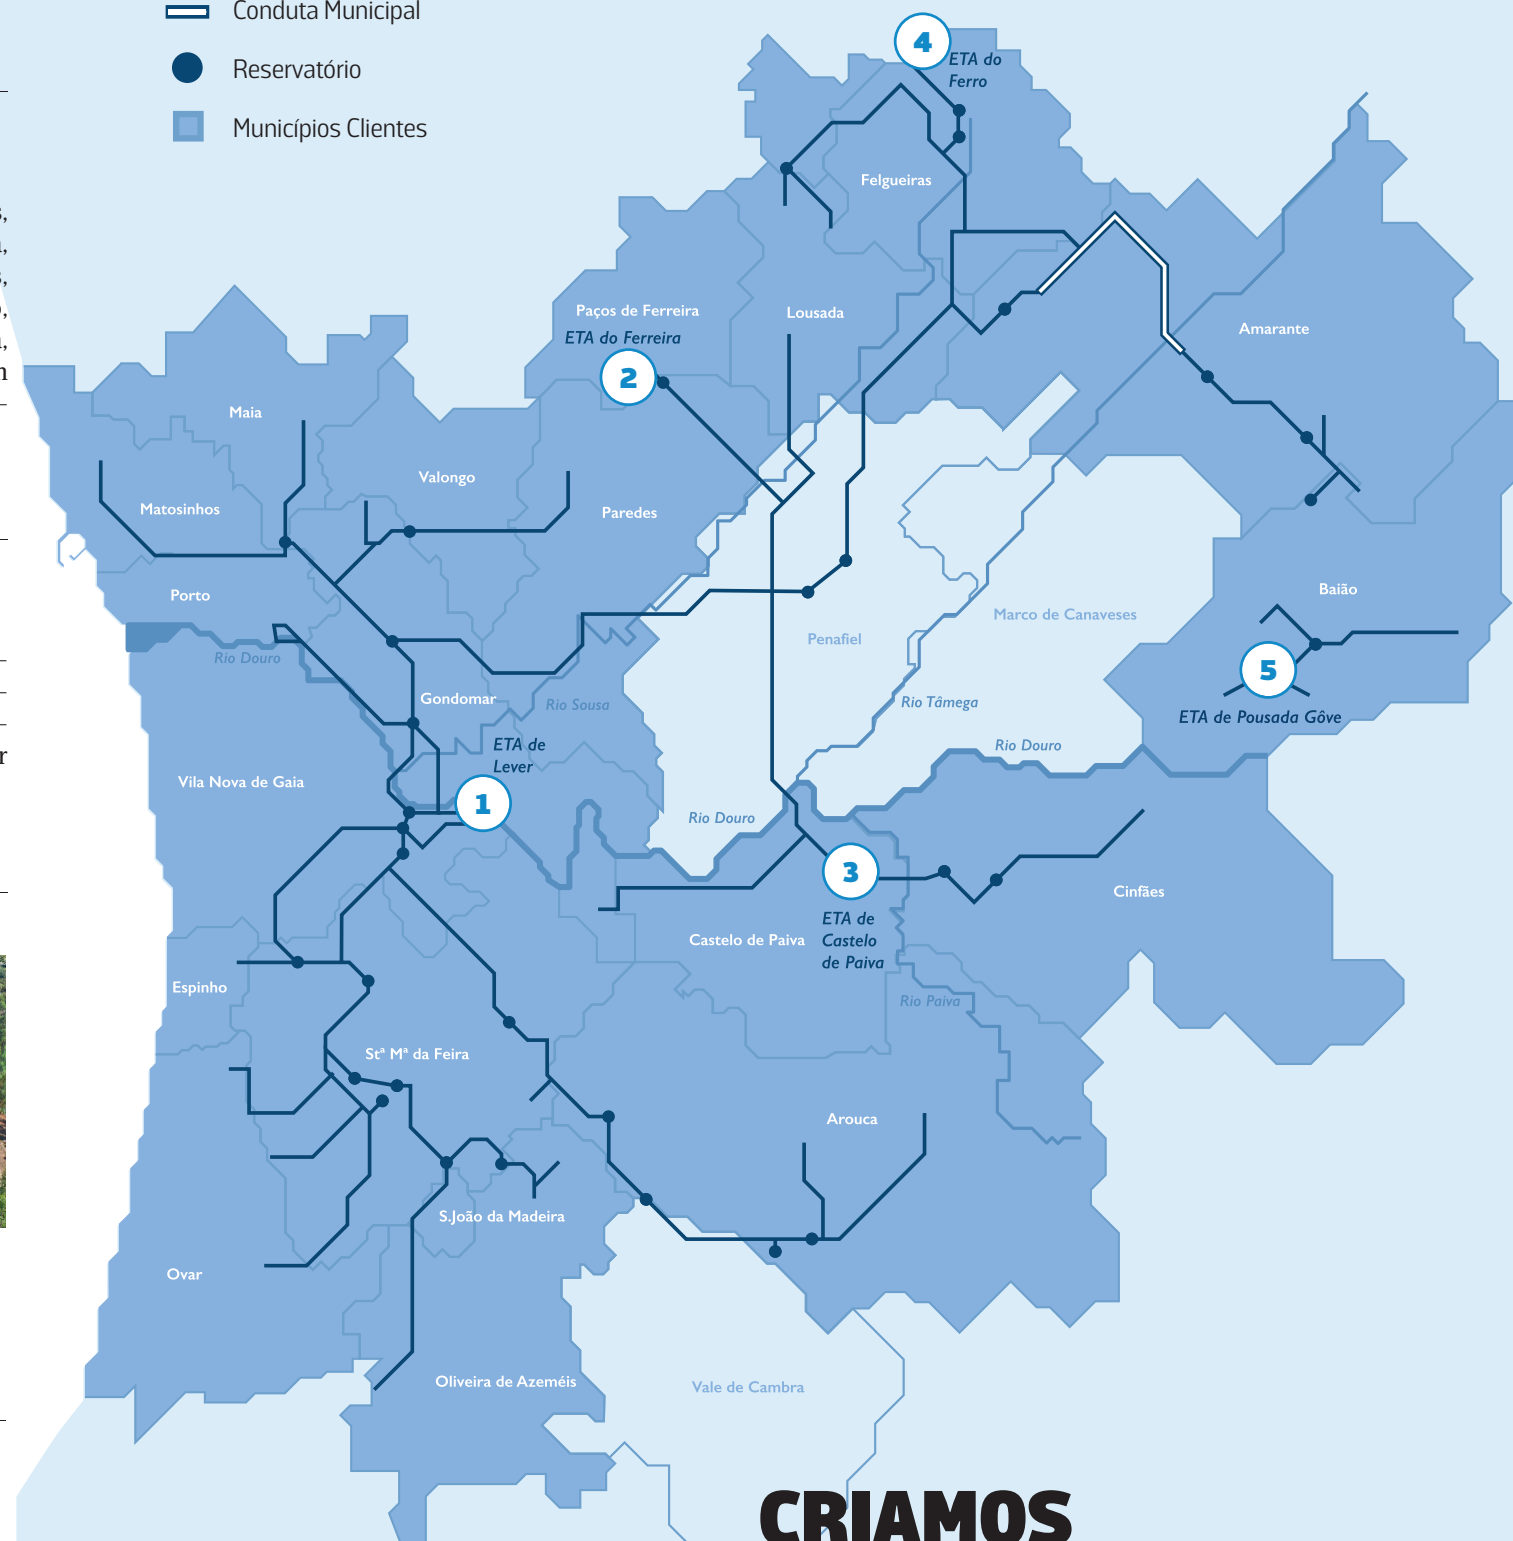 Conduta Municipal
Reservatório
Municípios Clientes
4
ETA do
Ferro
Felgueiras
Paços de Ferreira
ETA do Ferreira
2
Lousada
Amarante
Maia
Valongo
Matosinhos
Paredes
Porto
Baião
Marco de Canaveses
Penafiel
Rio Douro
Gondomar
Rio Sousa
Rio Tâmega
5
ETA de Pousada Gôve
ETA de
Lever
Rio Douro
Vila Nova de Gaia
1
Rio Douro
3
Cinfães
ETA de
Castelo
de Paiva
Castelo de Paiva
Espinho
Rio Paiva
Stª Mª da Feira
Arouca
S.João da Madeira
Ovar
Oliveira de Azeméis
Vale de Cambra
CRIAMOS